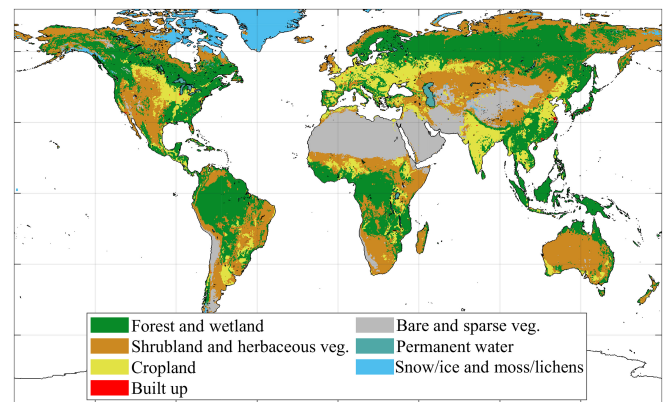 Forest and wetland
Shrubland and herbaceous veg.
Cropland
Built up
Bare and sparse veg.
Permanent water
Snow/ice and moss/lichens